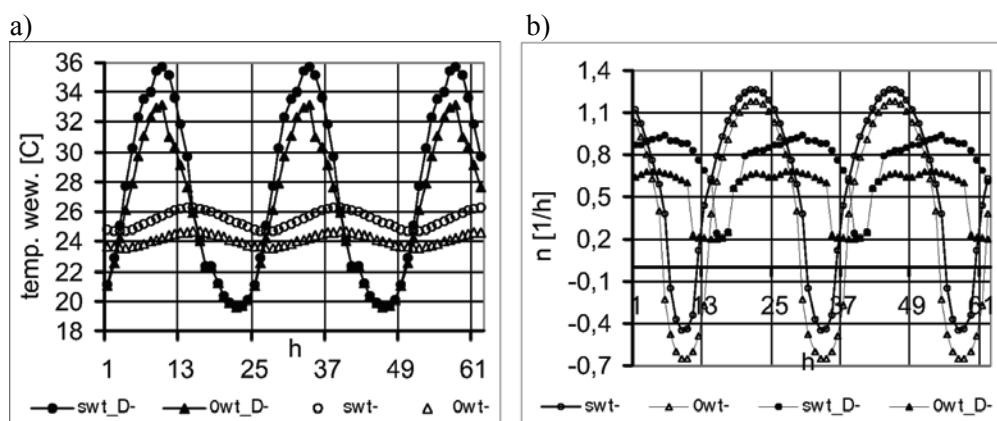 a)
temp. wew. [C]
36
34
32
30
28
26
24
22
20
18
1 13 25 37 49 61
h
swt_D- 0wt_D- swt- 0wt-
b)
n [1/h]
1,4
1,1
0,8
0,5
0,2
-0,1
-0,4
-0,7
1 13 25 37 49 61
h
swt- 0wt- swt_D- 0wt_D-